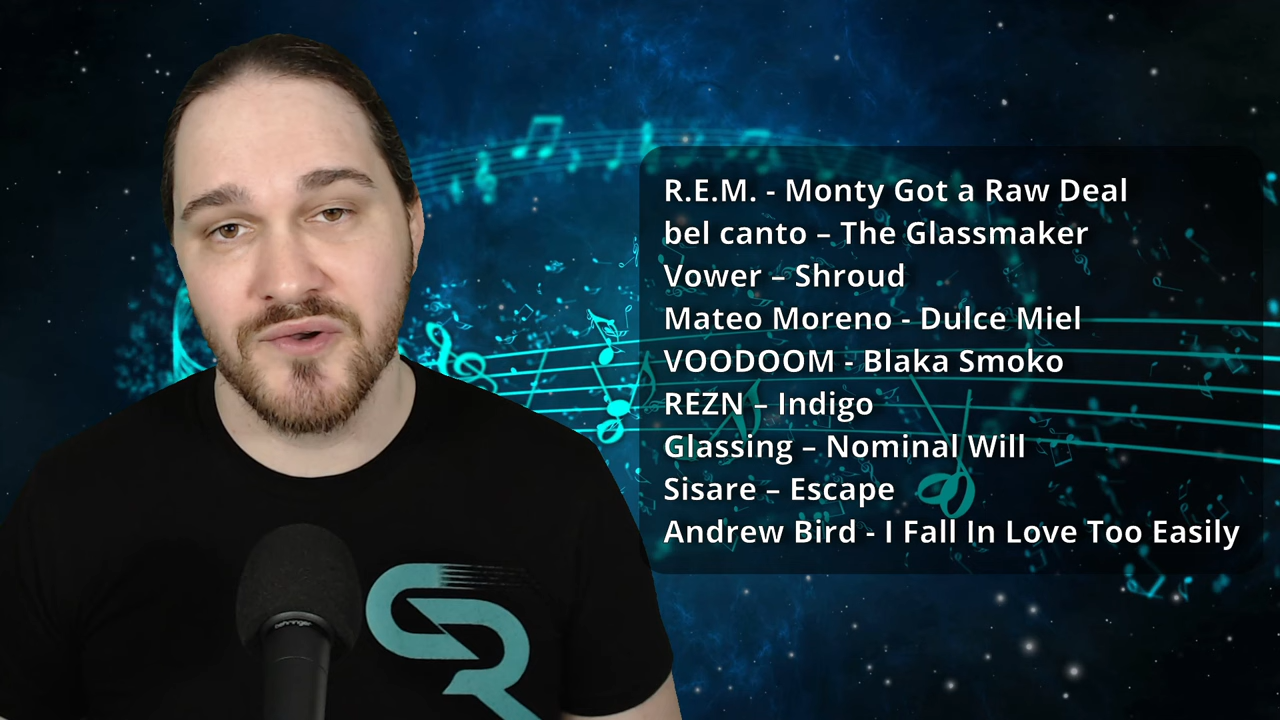 R.E.M. - Monty Got a Raw Deal
bel canto – The Glassmaker
Vower – Shroud
Mateo Moreno - Dulce Miel
VOODOOM - Blaka Smoko
REZN – Indigo
Glassing – Nominal Will
Sisare – Escape
Andrew Bird - I Fall In Love Too Easily
behringer